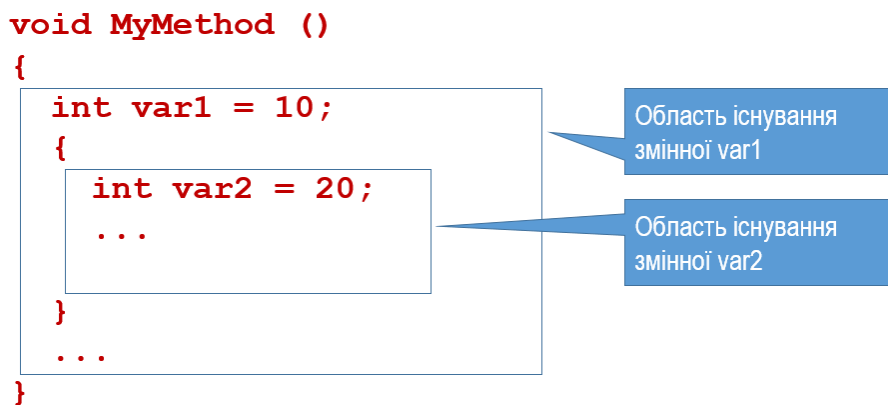 void MyMethod ()
{
int var1 = 10;
{
int var2 = 20;
...
}
...
}
Область існування
змінної var1
Область існування
змінної var2